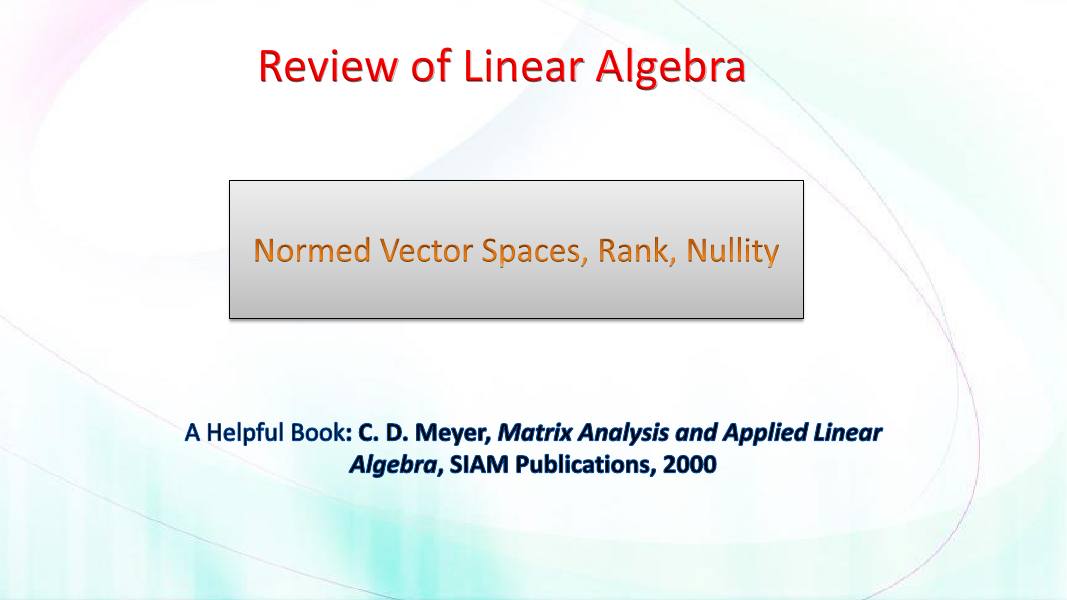 Review of Linear Algebra
Normed Vector Spaces, Rank, Nullity
A Helpful Book: C. D. Meyer, Matrix Analysis and Applied Linear
Algebra, SIAM Publications, 2000